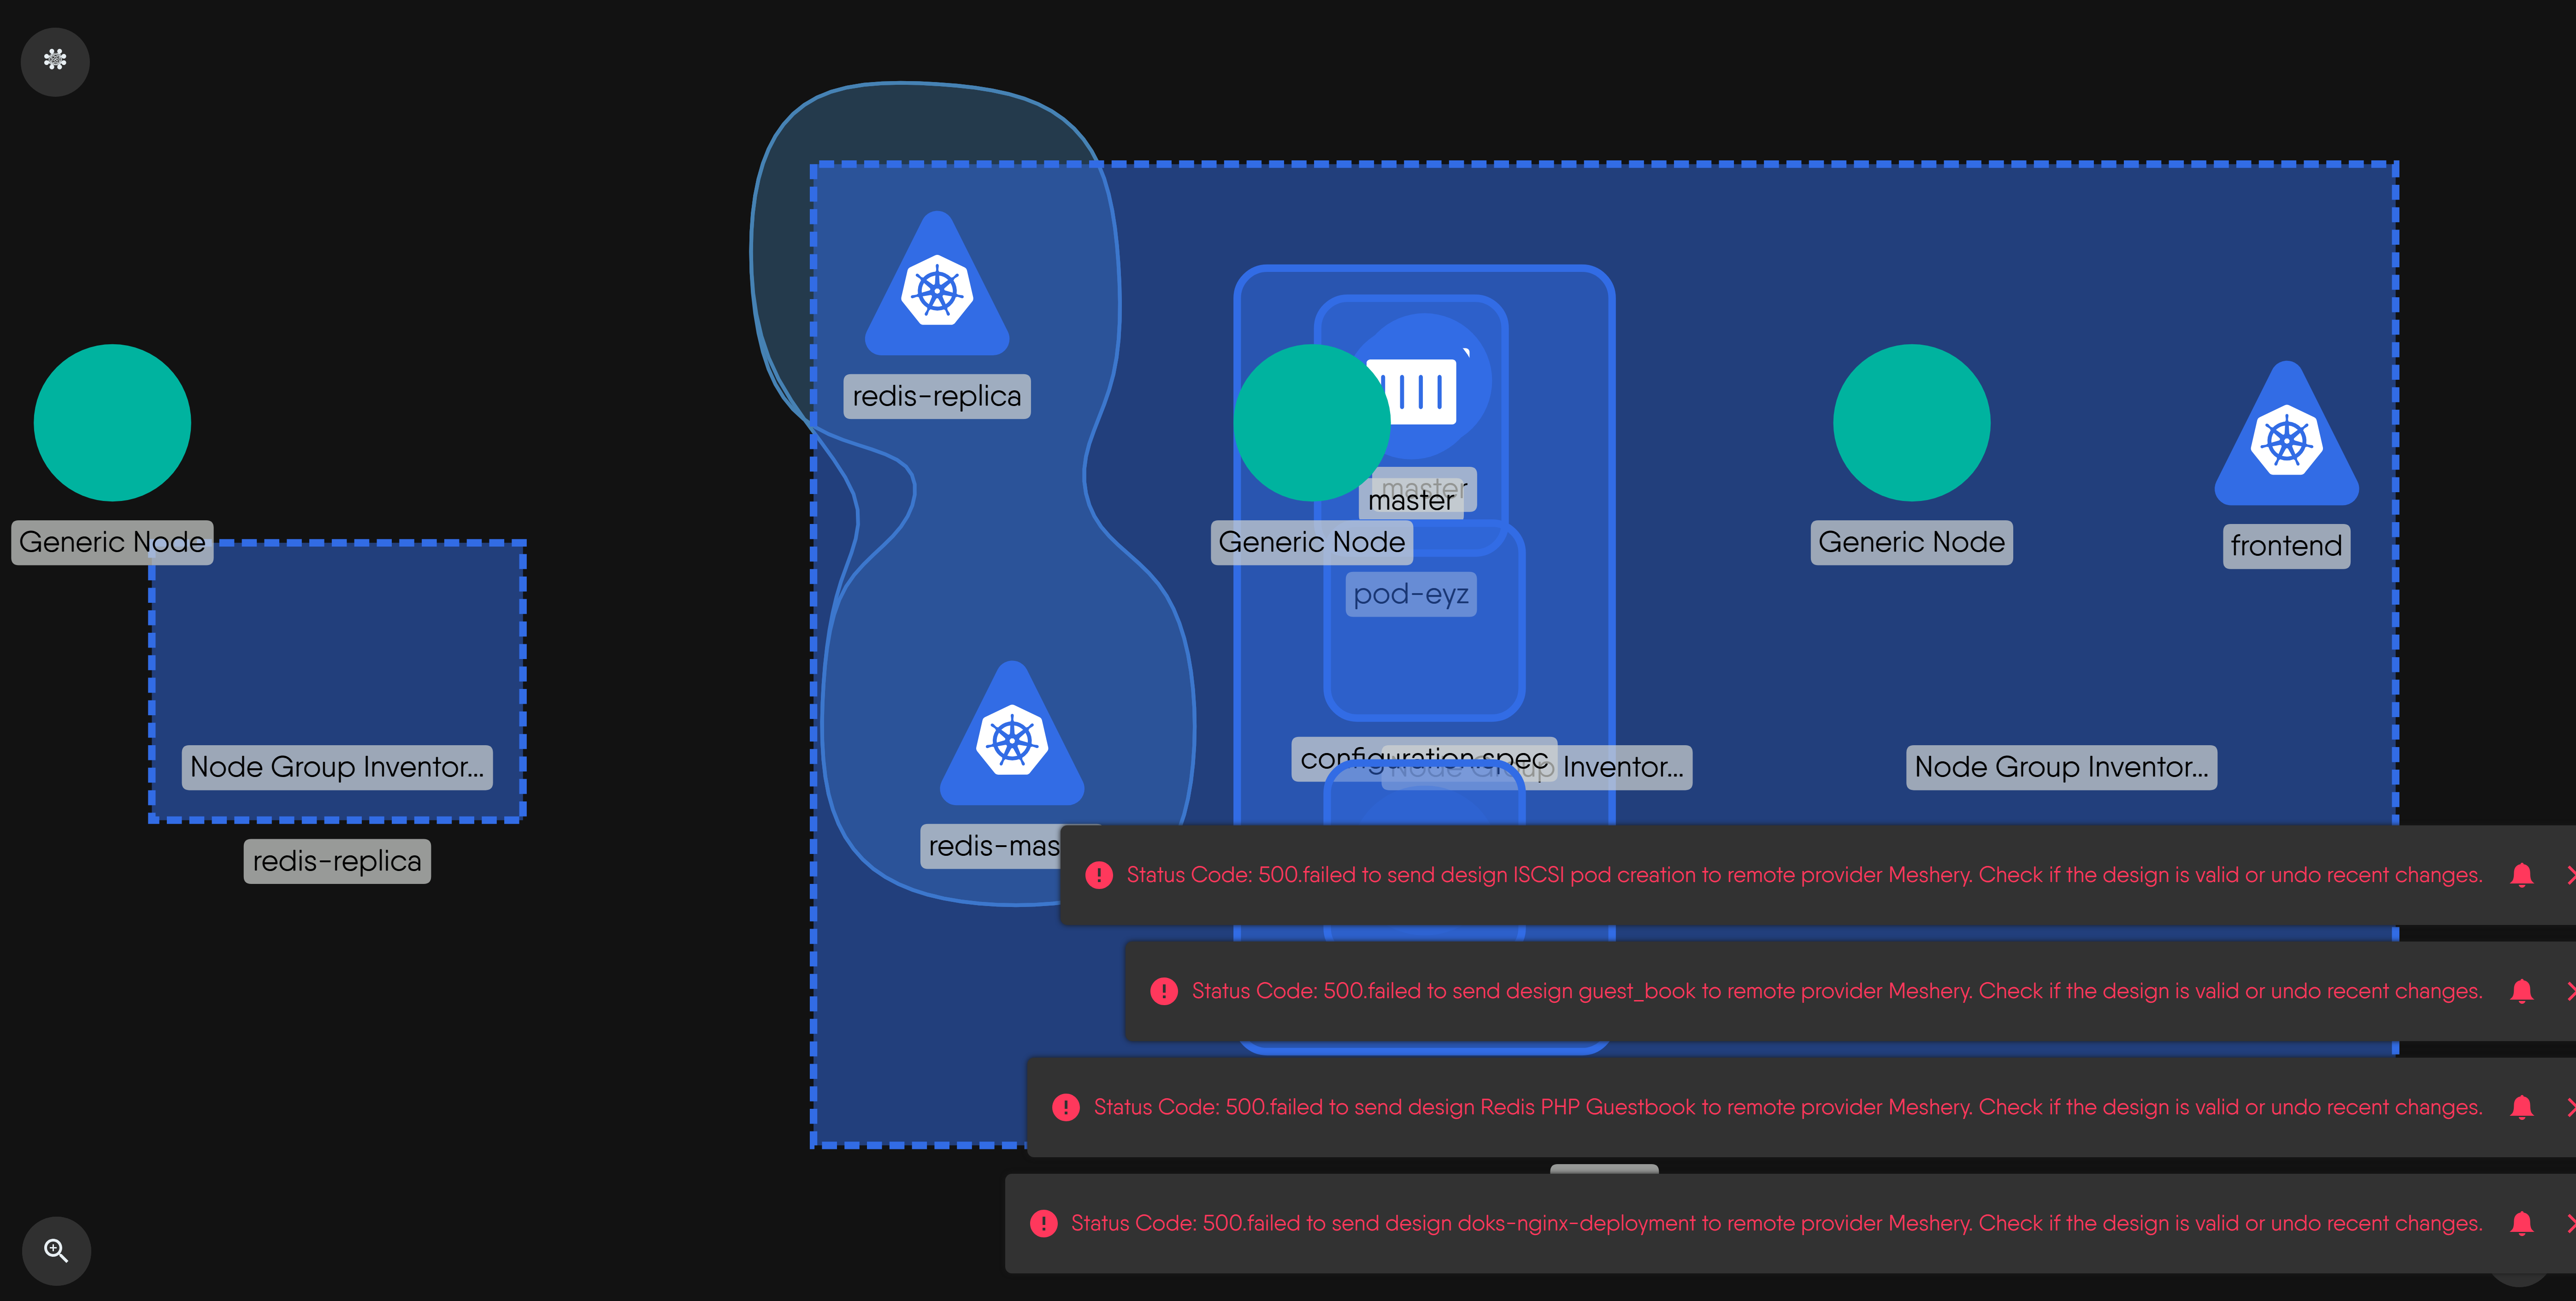 redis-replica
master
master
Generic Node
Generic Node
Generic Node
frontend
pod-eyz
configuration.spec
Node Group Inventor...
Inventor...
Node Group Inventor...
redis-mas
redis-replica
Status Code: 500.failed to send design ISCSI pod creation to remote provider Meshery. Check if the design is valid or undo recent changes.
Status Code: 500.failed to send design guest_book to remote provider Meshery. Check if the design is valid or undo recent changes.
Status Code: 500.failed to send design Redis PHP Guestbook to remote provider Meshery. Check if the design is valid or undo recent changes.
Status Code: 500.failed to send design doks-nginx-deployment to remote provider Meshery. Check if the design is valid or undo recent changes.